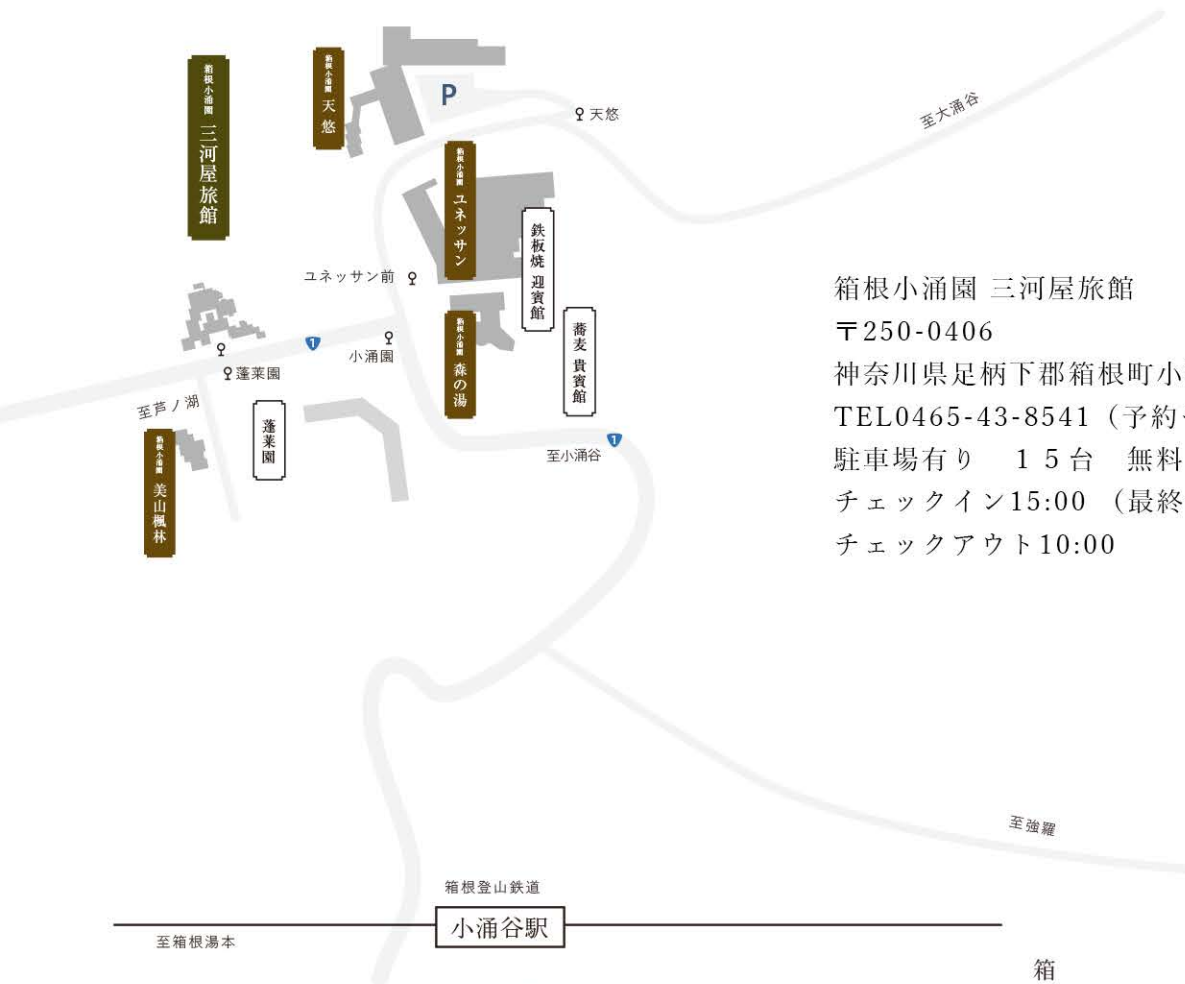 箱根小涌園 三河屋旅館
箱根小涌園 天悠
P
天悠
至大涌谷
箱根小涌園 ユネッサン
鉄板焼 迎賓館
ユネッサン前
1
小涌園
箱根小涌園 森の湯
蕎麦 貴賓館
蓬莱園
至芦ノ湖
蓬莱園
箱根小涌園 美山楓林
1
至小涌谷
箱根小涌園 三河屋旅館
〒250-0406
神奈川県足柄下郡箱根町小
TEL0465-43-8541（予約
駐車場有り　１５台　無料
チェックイン15:00 （最終
チェックアウト10:00
至強羅
箱根登山鉄道
小涌谷駅
至箱根湯本
箱